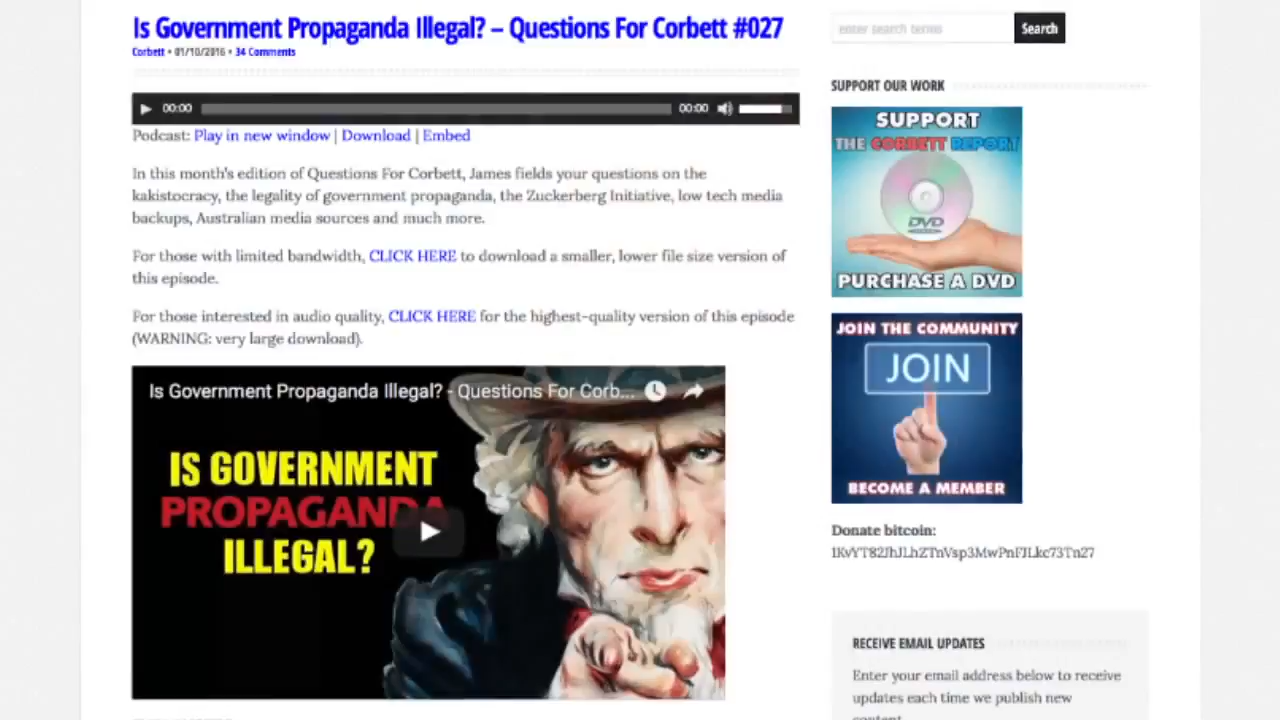 Is Government Propaganda Illegal? – Questions For Corbett #027
Corbett • 01/10/2016 • 34 Comments
00:00 00:00
Podcast: Play in new window | Download | Embed
In this month's edition of Questions For Corbett, James fields your questions on the
kakistocracy, the legality of government propaganda, the Zuckerberg Initiative, low tech media
backups, Australian media sources and much more.
For those with limited bandwidth, CLICK HERE to download a smaller, lower file size version of
this episode.
For those interested in audio quality, CLICK HERE for the highest-quality version of this episode
(WARNING: very large download).
Is Government Propaganda Illegal? - Questions For Corb...
IS GOVERNMENT
PROPAGANDA
ILLEGAL?
enter search terms
Search
SUPPORT OUR WORK
SUPPORT
THE CORBETT REPORT
DVD
PURCHASE A DVD
JOIN THE COMMUNITY
JOIN
BECOME A MEMBER
Donate bitcoin:
RECEIVE EMAIL UPDATES
Enter your email address below to receive
updates each time we publish new
content.